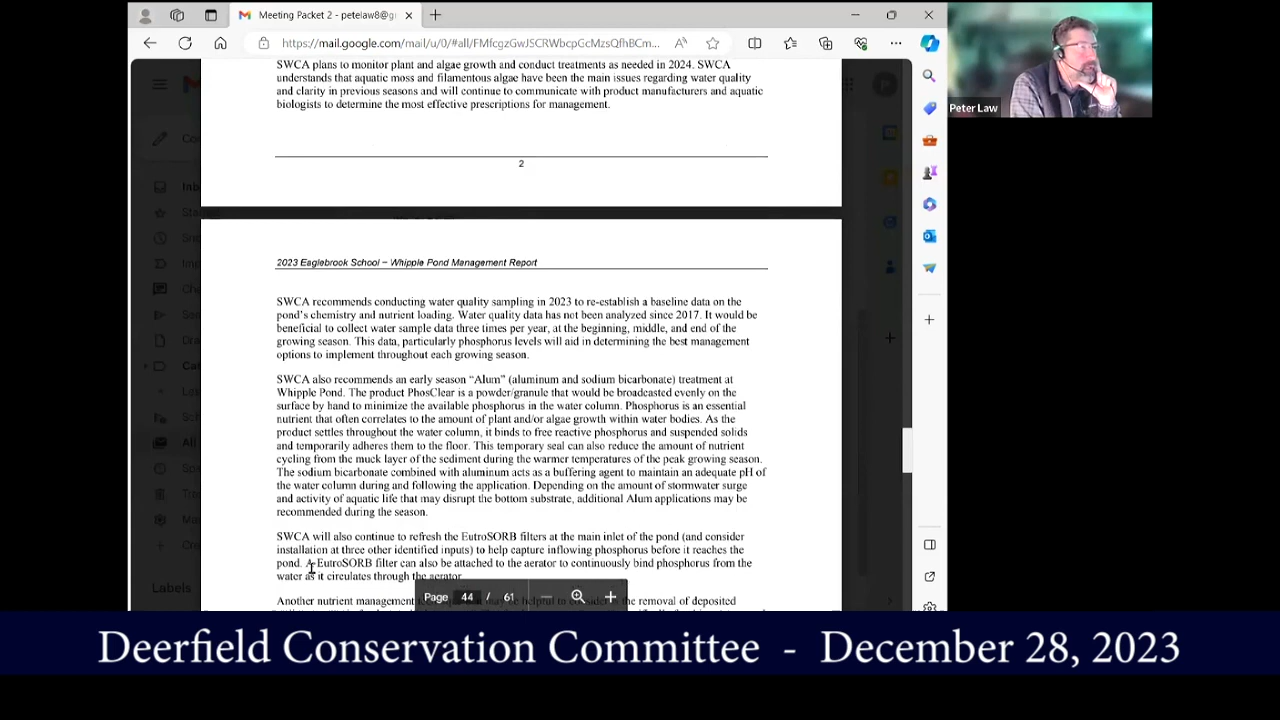 Meeting Packet 2 - petelaw8@g
https://mail.google.com/mail/u/0/#all/FMfcgzGwJSCRWbcpGcMzsQfhBCm...
SWCA plans to monitor plant and algae growth and conduct treatments as needed in 2024. SWCA
understands that aquatic moss and filamentous algae have been the main issues regarding water quality
and clarity in previous seasons and will continue to communicate with product manufacturers and aquatic
biologists to determine the most effective prescriptions for management.
2
2023 Eaglebrook School – Whipple Pond Management Report
SWCA recommends conducting water quality sampling in 2023 to re-establish a baseline data on the
pond's chemistry and nutrient loading. Water quality data has not been analyzed since 2017. It would be
beneficial to collect water sample data three times per year, at the beginning, middle, and end of the
growing season. This data, particularly phosphorus levels will aid in determining the best management
options to implement throughout each growing season.
SWCA also recommends an early season “Alum” (aluminum and sodium bicarbonate) treatment at
Whipple Pond. The product PhosClear is a powder/granule that would be broadcasted evenly on the
surface by hand to minimize the available phosphorus in the water column. Phosphorus is an essential
nutrient that often correlates to the amount of plant and/or algae growth within water bodies. As the
product settles throughout the water column, it binds to free reactive phosphorus and suspended solids
and temporarily adheres them to the floor. This temporary seal can also reduce the amount of nutrient
cycling from the muck layer of the sediment during the warmer temperatures of the peak growing season.
The sodium bicarbonate combined with aluminum acts as a buffering agent to maintain an adequate pH of
the water column during and following the application. Depending on the amount of stormwater surge
and activity of aquatic life that may disrupt the bottom substrate, additional Alum applications may be
recommended during the season.
SWCA will also continue to refresh the EutroSORB filters at the main inlet of the pond (and consider
installation at three other identified inputs) to help capture inflowing phosphorus before it reaches the
pond. A EutroSORB filter can also be attached to the aerator to continuously bind phosphorus from the
water as it circulates through the aerator
Another nutrient management the removal of deposited
Page 44 / 61
Labels
Peter Law
Deerfield Conservation Committee - December 28, 2023